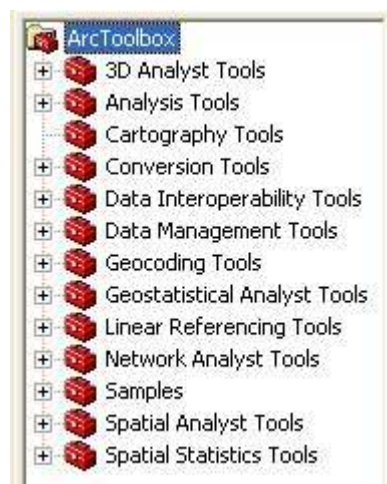 ArcToolbox
3D Analyst Tools
Analysis Tools
Cartography Tools
Conversion Tools
Data Interoperability Tools
Data Management Tools
Geocoding Tools
Geostatistical Analyst Tools
Linear Referencing Tools
Network Analyst Tools
Samples
Spatial Analyst Tools
Spatial Statistics Tools